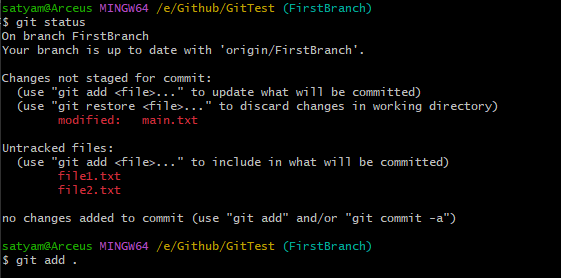 satyam@Arceus MINGW64 /e/Github/GitTest (FirstBranch)
$ git status
On branch FirstBranch
Your branch is up to date with 'origin/FirstBranch'.
Changes not staged for commit:
(use "git add <file>..." to update what will be committed)
(use "git restore <file>..." to discard changes in working directory)
modified:   main.txt
Untracked files:
(use "git add <file>..." to include in what will be committed)
file1.txt
file2.txt
no changes added to commit (use "git add" and/or "git commit -a")
satyam@Arceus MINGW64 /e/Github/GitTest (FirstBranch)
$ git add .